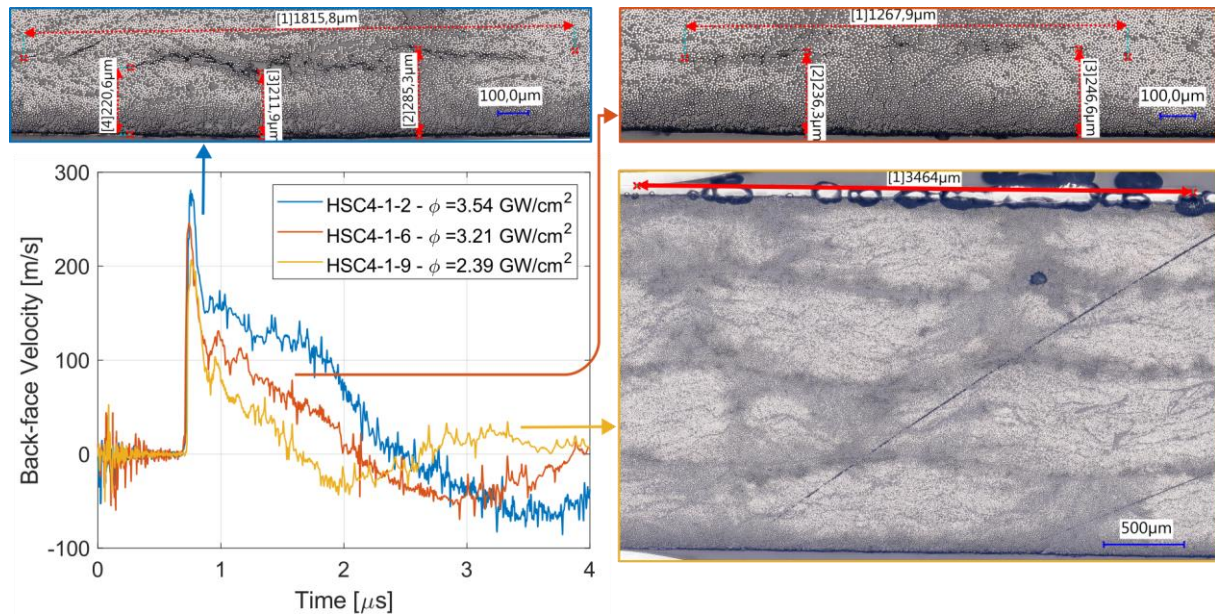 [1]1815,8µm
[4]220,6µm
[3]211,9µm
[2]285,3µm
100,0µm
[1]1267,9µm
[2]236,3µm
[3]246,6µm
100,0µm
300
200
100
0
-100
Back-face Velocity [m/s]
HSC4-1-2 - ϕ =3.54 GW/cm²
HSC4-1-6 - ϕ =3.21 GW/cm²
HSC4-1-9 - ϕ =2.39 GW/cm²
0 1 2 3 4
Time [µs]
[1]3464µm
500µm